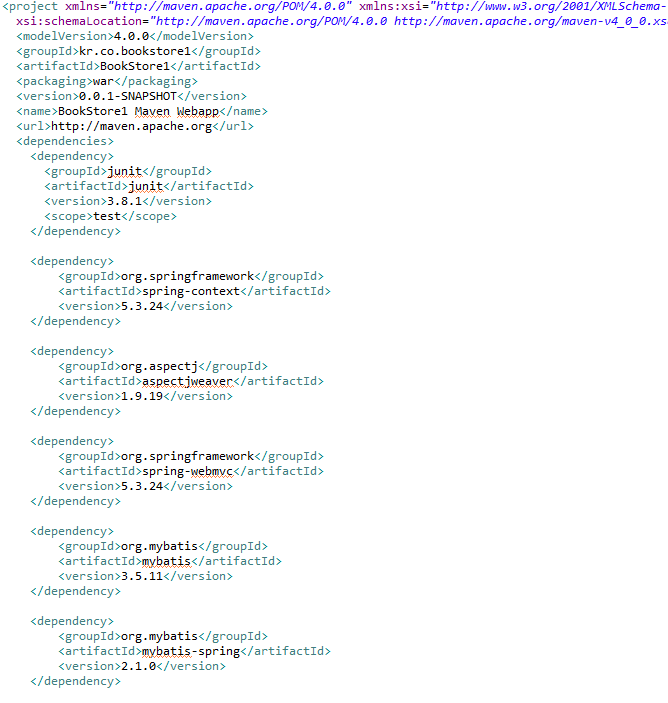 <project xmlns="http://maven.apache.org/POM/4.0.0" xmlns:xsi="http://www.w3.org/2001/XMLSchema-
xsi:schemaLocation="http://maven.apache.org/POM/4.0.0 http://maven.apache.org/maven-v4_0_0.xs
<modelVersion>4.0.0</modelVersion>
<groupId>kr.co.bookstore1</groupId>
<artifactId>BookStore1</artifactId>
<packaging>war</packaging>
<version>0.0.1-SNAPSHOT</version>
<name>BookStore1 Maven Webapp</name>
<url>http://maven.apache.org</url>
<dependencies>
<dependency>
<groupId>junit</groupId>
<artifactId>junit</artifactId>
<version>3.8.1</version>
<scope>test</scope>
</dependency>
<dependency>
<groupId>org.springframework</groupId>
<artifactId>spring-context</artifactId>
<version>5.3.24</version>
</dependency>
<dependency>
<groupId>org.aspectj</groupId>
<artifactId>aspectjweaver</artifactId>
<version>1.9.19</version>
</dependency>
<dependency>
<groupId>org.springframework</groupId>
<artifactId>spring-webmvc</artifactId>
<version>5.3.24</version>
</dependency>
<dependency>
<groupId>org.mybatis</groupId>
<artifactId>mybatis</artifactId>
<version>3.5.11</version>
</dependency>
<dependency>
<groupId>org.mybatis</groupId>
<artifactId>mybatis-spring</artifactId>
<version>2.1.0</version>
</dependency>